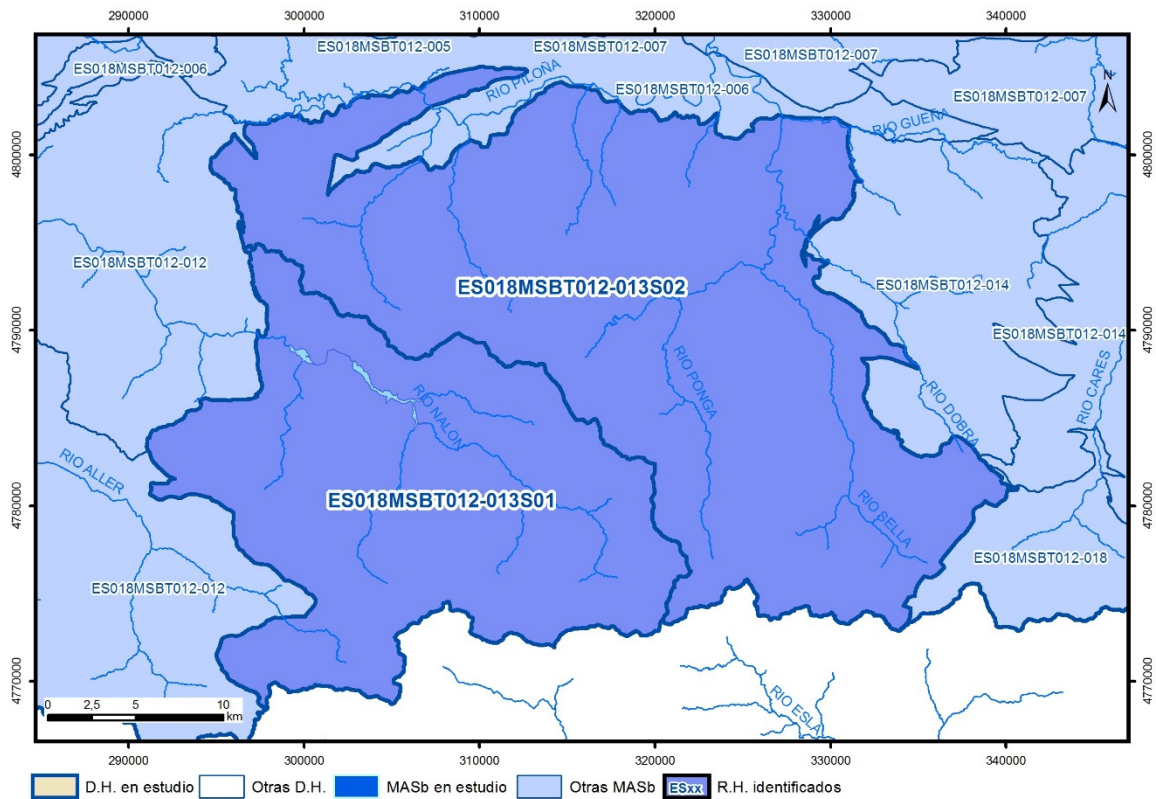 290000 300000 310000 320000 330000 340000
ES018MSBT012-005
ES018MSBT012-007
ES018MSBT012-007
ES018MSBT012-006
ES018MSBT012-006
ES018MSBT012-007
N
RIO PILOÑA
RIO GUEÑA
4800000
4800000
ES018MSBT012-012
ES018MSBT012-013S02
ES018MSBT012-014
4790000
ES018MSBT012-014
4790000
RIO PONGA
RIO NALON
RIO DOBRA
RIO CARES
RIO ALLER
ES018MSBT012-013S01
4780000
4780000
RIO SELLA
ES018MSBT012-018
ES018MSBT012-012
4770000
4770000
RIO ESLA
0 2,5 5 10
km
290000 300000 310000 320000 330000 340000
D.H. en estudio Otras D.H. MASb en estudio Otras MASb ESxx R.H. identificados